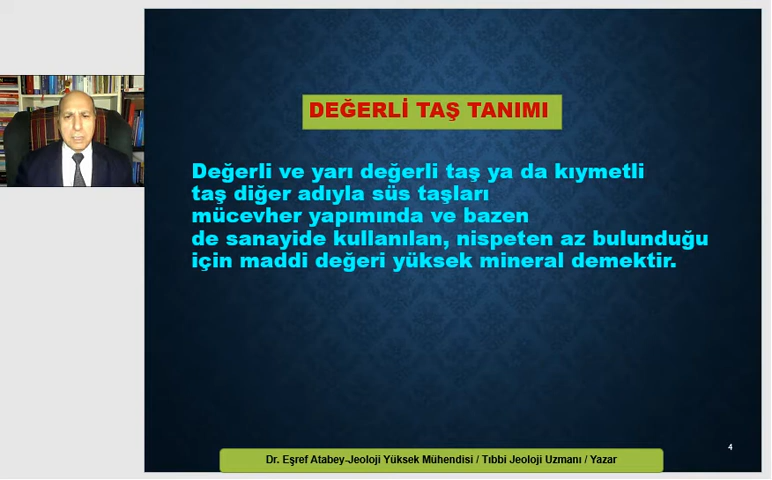 DEĞERLİ TAŞ TANIMI
Değerli ve yarı değerli taş ya da kıymetli
taş diğer adıyla süs taşları
mücevher yapımında ve bazen
de sanayide kullanılan, nispeten az bulunduğu
için maddi değeri yüksek mineral demektir.
4
Dr. Eşref Atabey-Jeoloji Yüksek Mühendisi / Tıbbi Jeoloji Uzmanı / Yazar